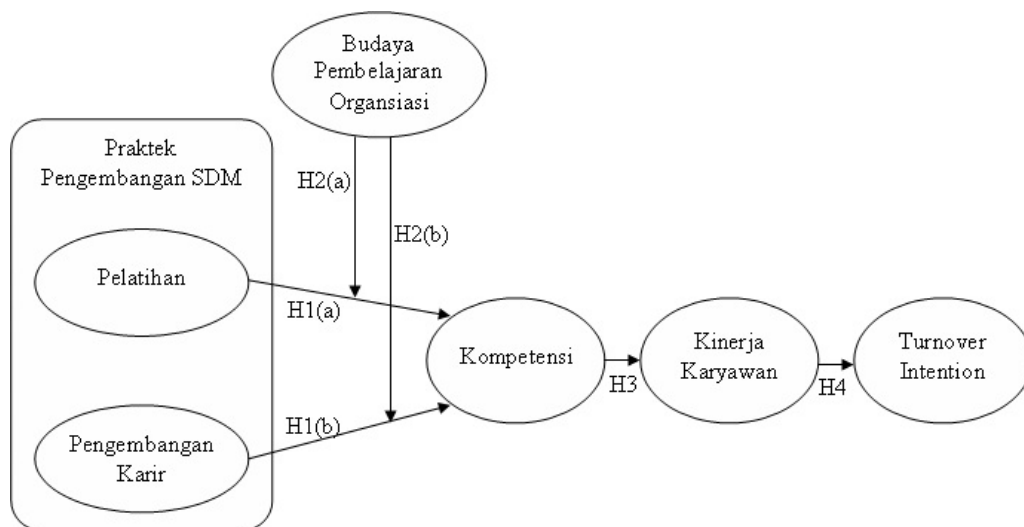 Budaya
Pembelajaran
Organsiasi
Praktek
Pengembangan SDM
H2(a)
H2(b)
Pelatihan
H1(a)
Kompetensi
H3
Kinerja
Karyawan
H4
Turnover
Intention
H1(b)
Pengembangan
Karir